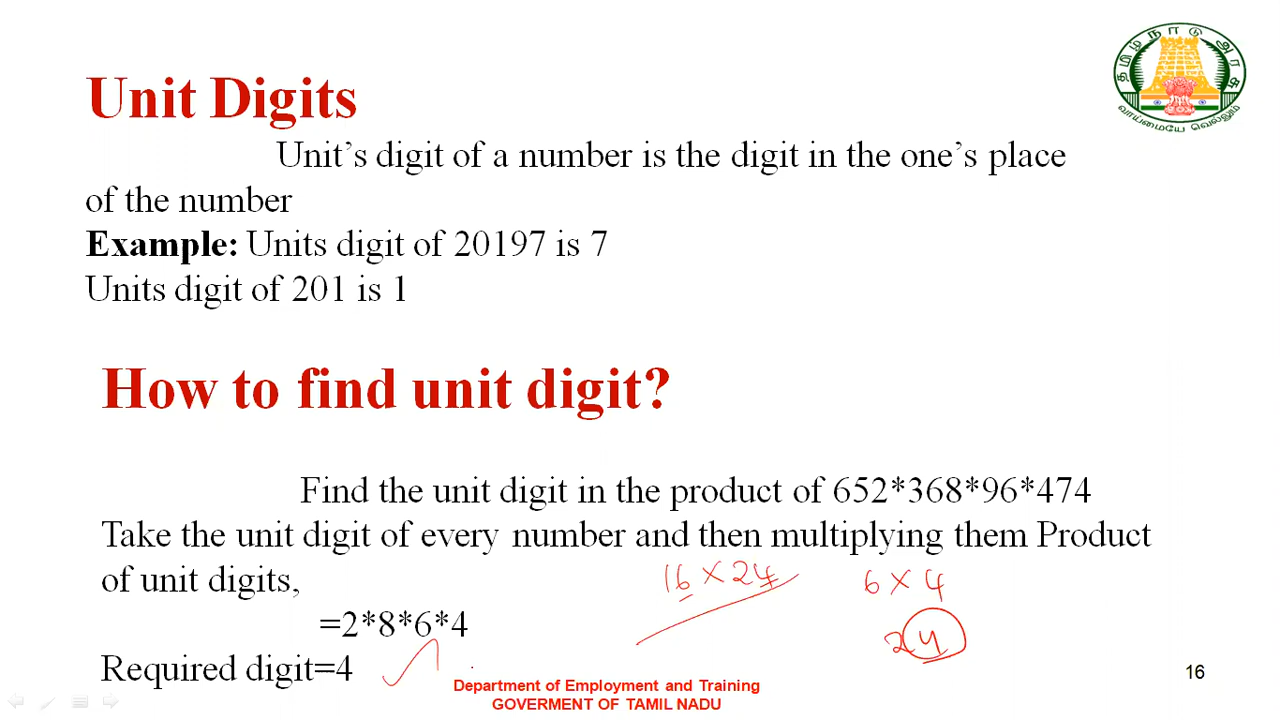 தமிழ்நாடு அரசு
வாய்மையே வெல்லும்
Unit Digits
Unit’s digit of a number is the digit in the one’s place
of the number
Example: Units digit of 20197 is 7
Units digit of 201 is 1
How to find unit digit?
Find the unit digit in the product of 652*368*96*474
Take the unit digit of every number and then multiplying them Product
of unit digits,
16 × 24 6 × 4
=2*8*6*4 24
Required digit=4
Department of Employment and Training
GOVERMENT OF TAMIL NADU
16